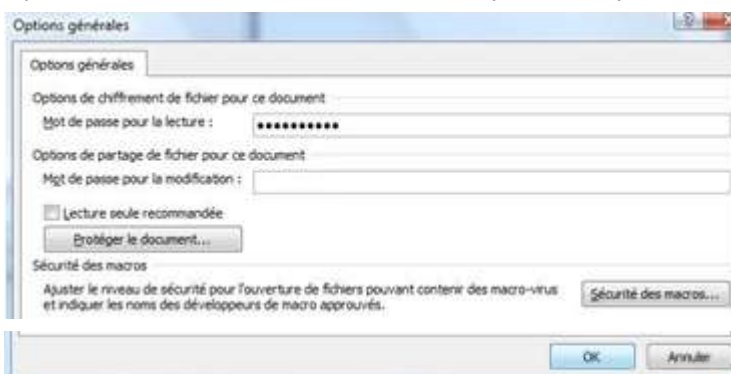 Options générales
Options générales
Options de chiffrement de fichier pour ce document
Mot de passe pour la lecture : ●●●●●●●●●●
Options de partage de fichier pour ce document
Mot de passe pour la modification :
Lecture seule recommandée
Protéger le document...
Sécurité des macros
Ajuster le niveau de sécurité pour l'ouverture de fichiers pouvant contenir des macro-virus
et indiquer les noms des développeurs de macro approuvés.
Sécurité des macros...
OK Annuler